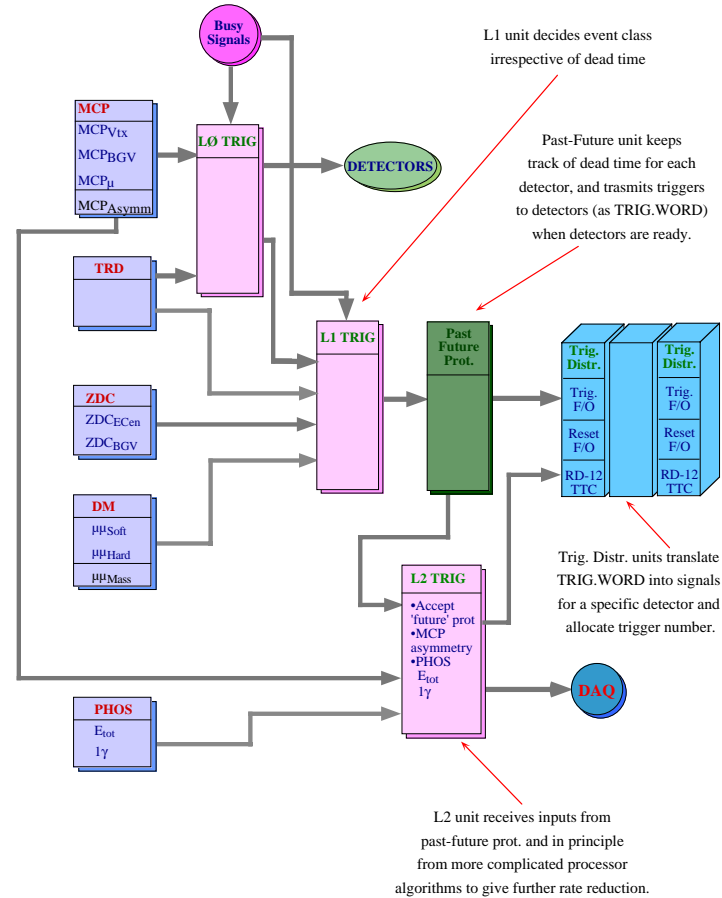 Busy
Signals
L1 unit decides event class
irrespective of dead time
MCP
MCPVtx
MCPBGV
MCPμ
MCPAsymm
LØ TRIG
DETECTORS
Past-Future unit keeps
track of dead time for each
detector, and trasmits triggers
to detectors (as TRIG.WORD)
when detectors are ready.
TRD
L1 TRIG
Past
Future
Prot.
Trig.
Distr.
Trig.
F/O
Reset
F/O
RD-12
TTC
Trig.
Distr.
Trig.
F/O
Reset
F/O
RD-12
TTC
ZDC
ZDCECen
ZDCBGV
DM
μμSoft
μμHard
μμMass
Trig. Distr. units translate
TRIG.WORD into signals
for a specific detector and
allocate trigger number.
L2 TRIG
•Accept
'future' prot
•MCP
asymmetry
•PHOS
Etot
1γ
DAQ
PHOS
Etot
1γ
L2 unit receives inputs from
past-future prot. and in principle
from more complicated processor
algorithms to give further rate reduction.